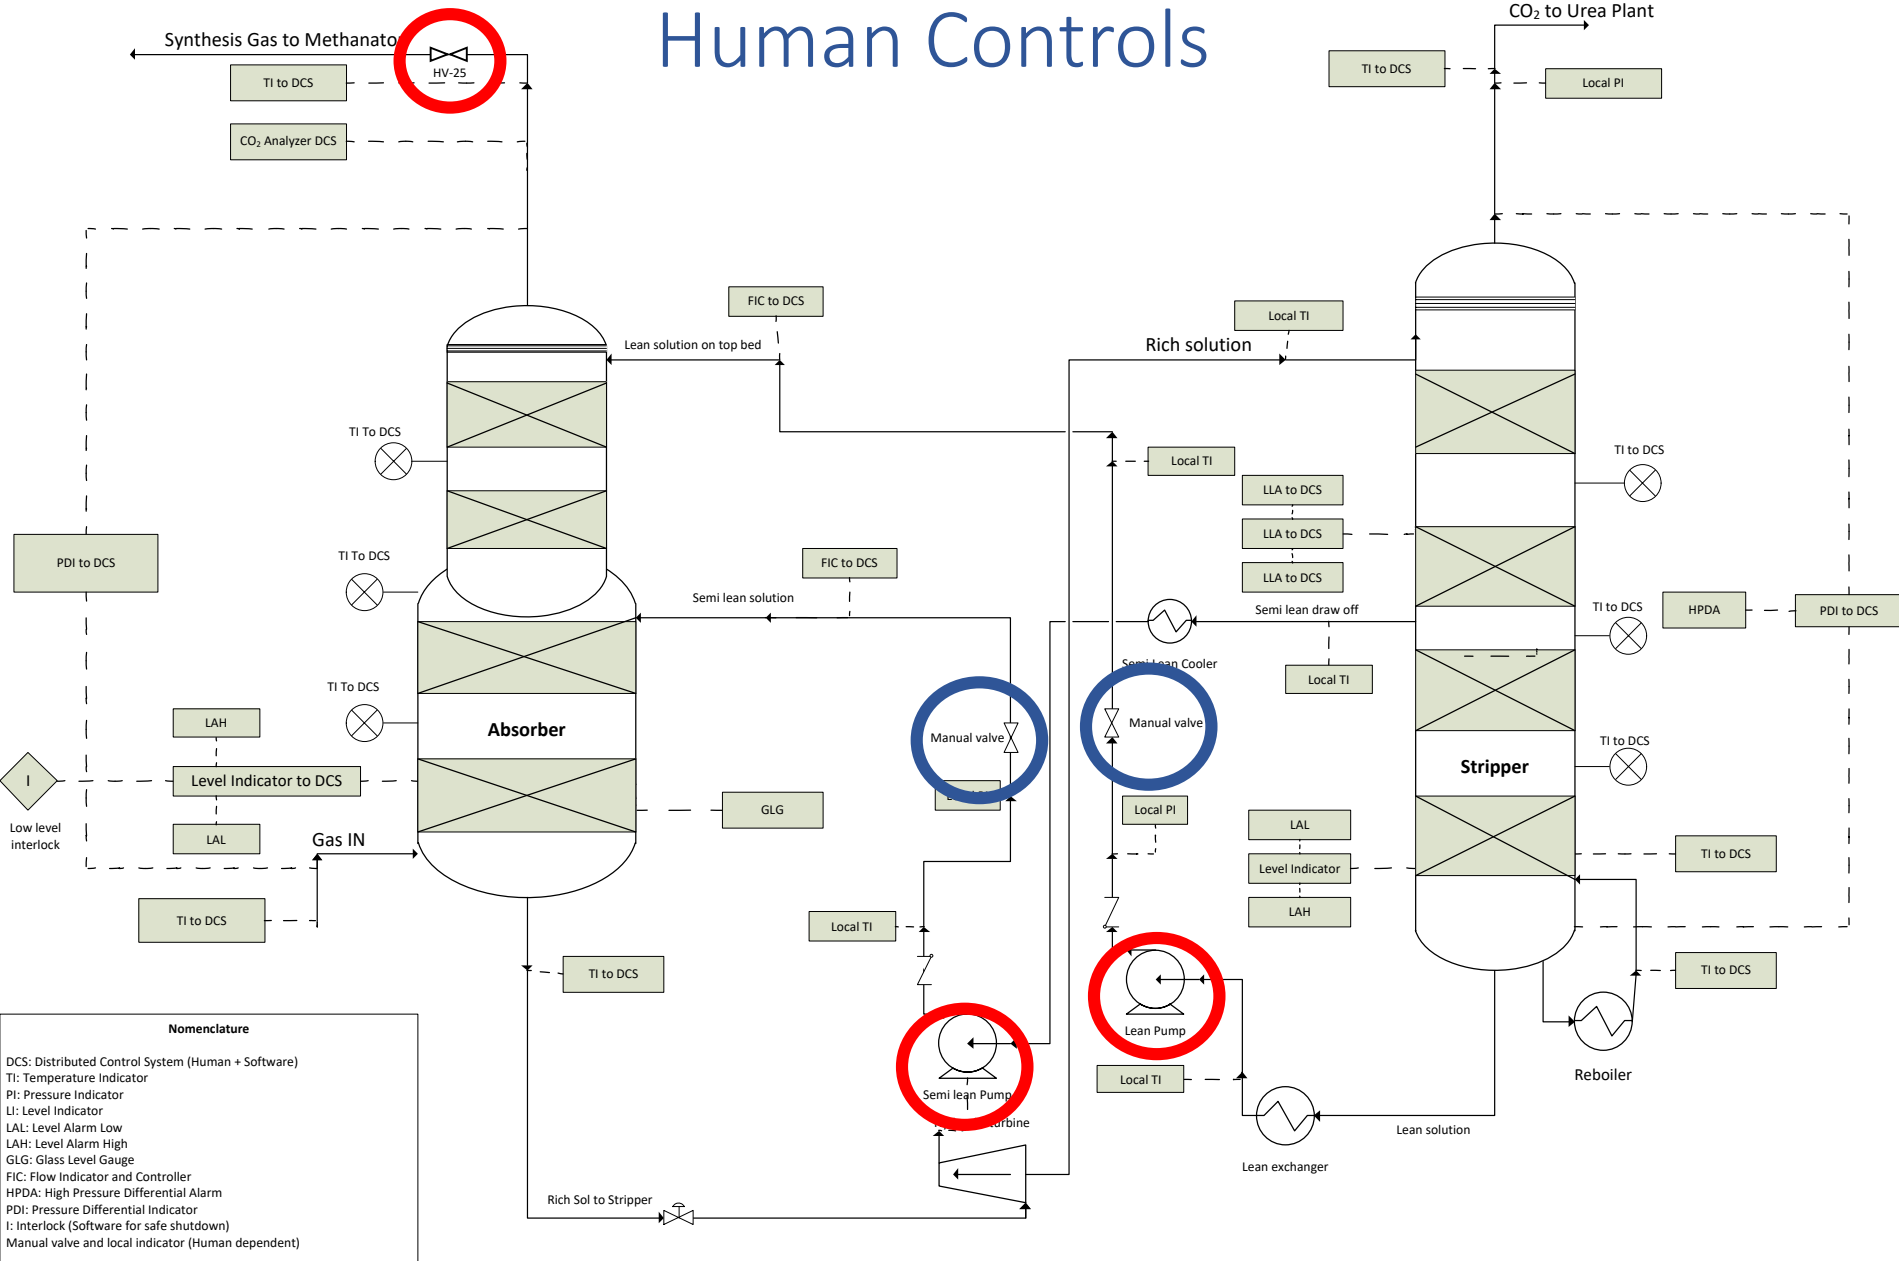 Human Controls
CO₂ to Urea Plant
Synthesis Gas to Methanato
HV-25
TI to DCS
TI to DCS
Local PI
CO₂ Analyzer DCS
FIC to DCS
Local TI
Lean solution on top bed
Rich solution
TI To DCS
TI to DCS
Local TI
LLA to DCS
LLA to DCS
LLA to DCS
PDI to DCS
TI To DCS
FIC to DCS
Semi lean solution
Semi lean draw off
TI to DCS
HPDA
PDI to DCS
Semi Lean Cooler
Local TI
TI To DCS
LAH
Absorber
Manual valve
Manual valve
TI to DCS
Stripper
I
Level Indicator to DCS
GLG
Local PI
Low level
interlock
LAL
Gas IN
LAL
Level Indicator
LAH
TI to DCS
TI to DCS
Local TI
TI to DCS
TI to DCS
Lean Pump
Semi lean Pump
Local TI
Reboiler
Lean solution
Lean exchanger
Rich Sol to Stripper
Nomenclature
DCS: Distributed Control System (Human + Software)
TI: Temperature Indicator
PI: Pressure Indicator
LI: Level Indicator
LAL: Level Alarm Low
LAH: Level Alarm High
GLG: Glass Level Gauge
FIC: Flow Indicator and Controller
HPDA: High Pressure Differential Alarm
PDI: Pressure Differential Indicator
I: Interlock (Software for safe shutdown)
Manual valve and local indicator (Human dependent)